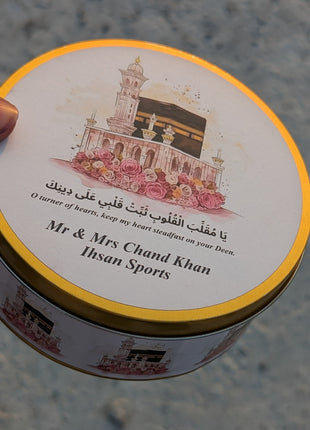 يَا مُقَلِّبَ الْقُلُوبِ ثَبِّتْ قَلْبِي عَلَى دِينِكَ
O turner of hearts, keep my heart steadfast on your Deen.
Mr & Mrs Chand Khan
Ihsan Sports